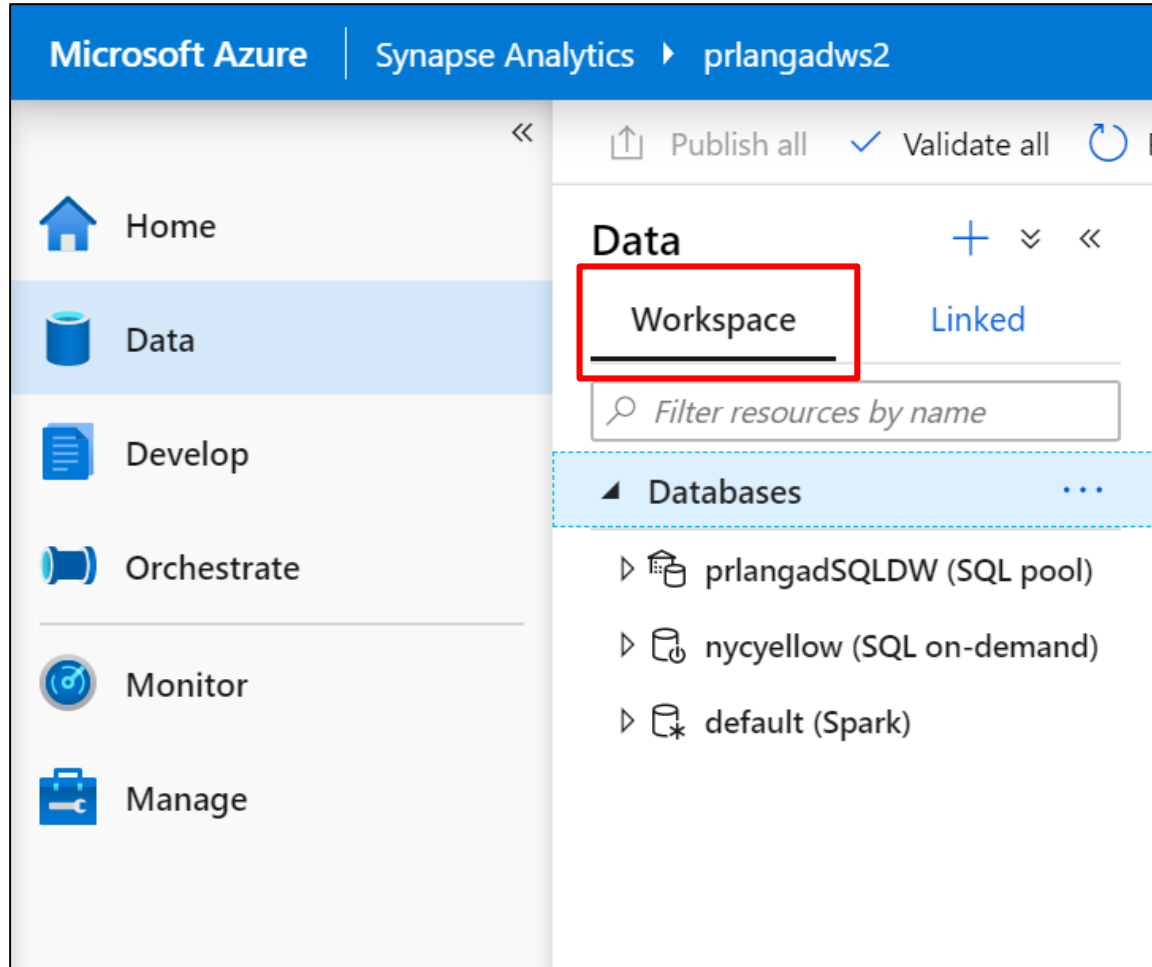 Microsoft Azure Synapse Analytics prlangadws2
Publish all Validate all
Home
Data
Develop
Orchestrate
Monitor
Manage
Data
Workspace Linked
Filter resources by name
Databases
prlangadSQLDW (SQL pool)
nycyellow (SQL on-demand)
default (Spark)